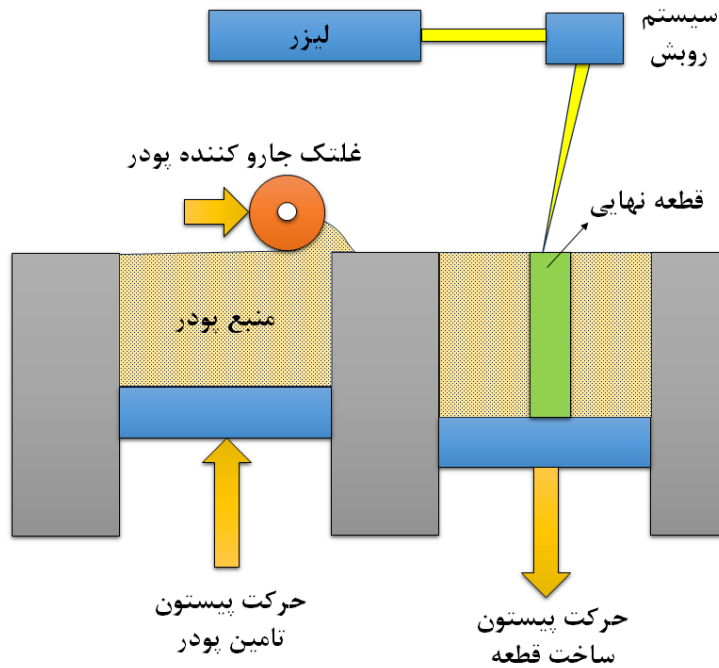 سیستم
روبش
لیزر
غلتک جارو کننده پودر
قطعه نهایی
منبع پودر
حرکت پیستون
تامین پودر
حرکت پیستون
ساخت قطعه